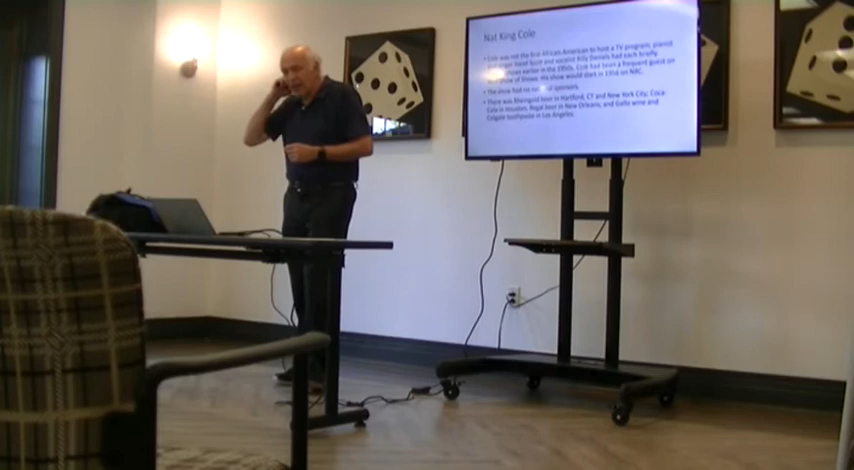 Nat King Cole
• Cole was not the first African-American to host a TV program, pianist
and singer Hazel Scott and vocalist Billy Daniels had each briefly
shows earlier in the 1950s. Cole had been a frequent guest on
Show of Shows. His show would start in 1956 on NBC.
• The show had no sponsors.
• There was Rheingold beer in Hartford, CT and New York City, Coca-
Cola in Houston, Regal beer in New Orleans, and Gallo wine and
Colgate toothpaste in Los Angeles.